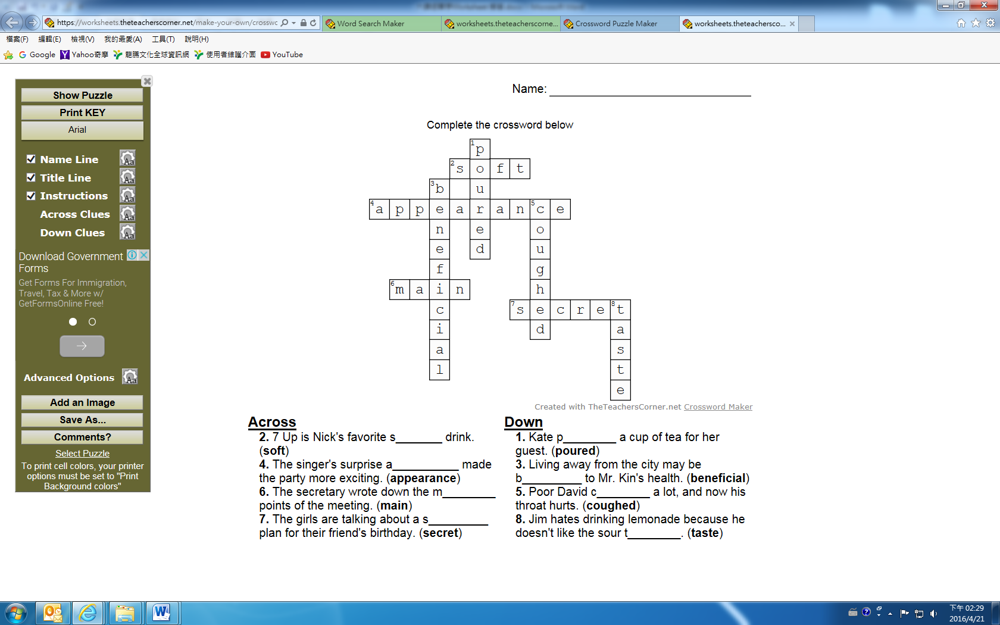 https://worksheets.theteacherscorner.net/make-your-own/crosswc
Word Search Maker
worksheets.theteacherscorne...
Crossword Puzzle Maker
worksheets.theteachersco...
檔案(F) 編輯(E) 檢視(V) 我的最愛(A) 工具(T) 說明(H)
Google Yahoo奇摩 龍騰文化全球資訊網 使用者維護介面 YouTube
Show Puzzle
Print KEY
Arial
Name Line
Title Line
Instructions
Across Clues
Down Clues
Download Government
Forms
Get Forms For Immigration,
Travel, Tax & More w/
GetFormsOnline Free!
Advanced Options
Add an Image
Save As...
Comments?
Select Puzzle
To print cell colors, your printer
options must be set to "Print
Background colors"
Name:
Complete the crossword below
1 p
2 s o f t
3 b u
4 a p p e a r a n 5 c e
n e o
e d u
f g
6 m a i n h
c 7 s e c r e 8 t
i d a
a s
l t
e
Created with TheTeachersCorner.net Crossword Maker
Across
2. 7 Up is Nick's favorite s_______ drink.
(soft)
4. The singer's surprise a__________ made
the party more exciting. (appearance)
6. The secretary wrote down the m________
points of the meeting. (main)
7. The girls are talking about a s_________
plan for their friend's birthday. (secret)
Down
1. Kate p________ a cup of tea for her
guest. (poured)
3. Living away from the city may be
b_________ to Mr. Kin's health. (beneficial)
5. Poor David c________ a lot, and now his
throat hurts. (coughed)
8. Jim hates drinking lemonade because he
doesn't like the sour t________. (taste)
下午 02:29
2016/4/21